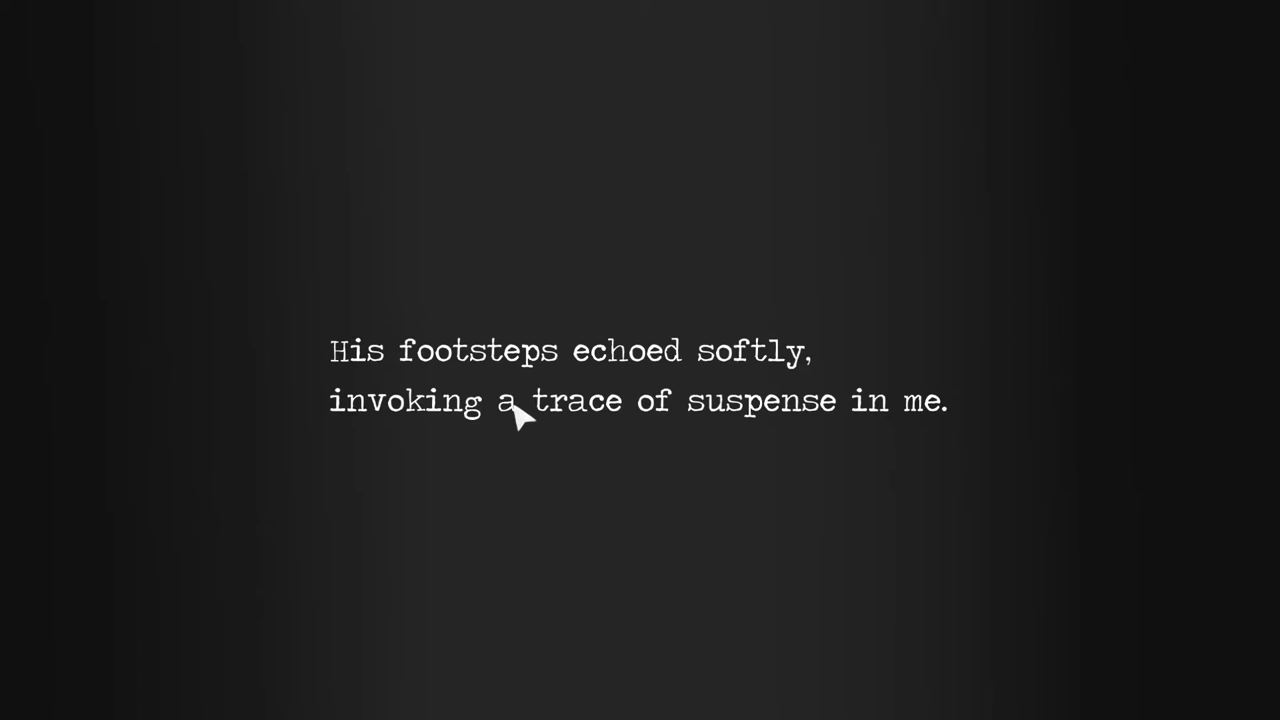 His footsteps echoed softly,
invoking a trace of suspense in me.